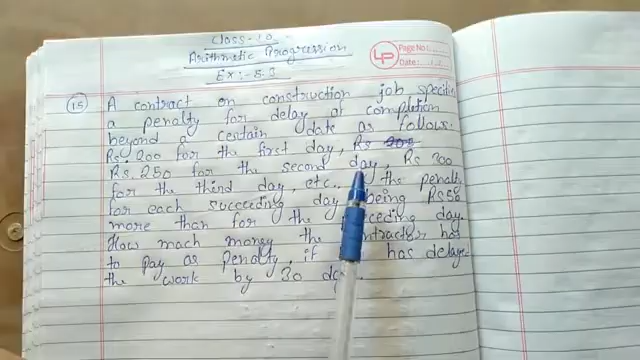 Class-10
Arithmetic Progression
Ex:- 5.3
LP Page No.:
Date:
(15) A contract on construction job specifies
a penalty for delay of completion
beyond a certain date as follows:
Rs. 200 for the first day, Rs
Rs. 250 for the second day, Rs 300
for the third day, etc., the penalty
for each succeeding day being Rs 50
more than for the preceding day.
How mach money the contractor has
to pay as penalty, if has delayed
the work by 30